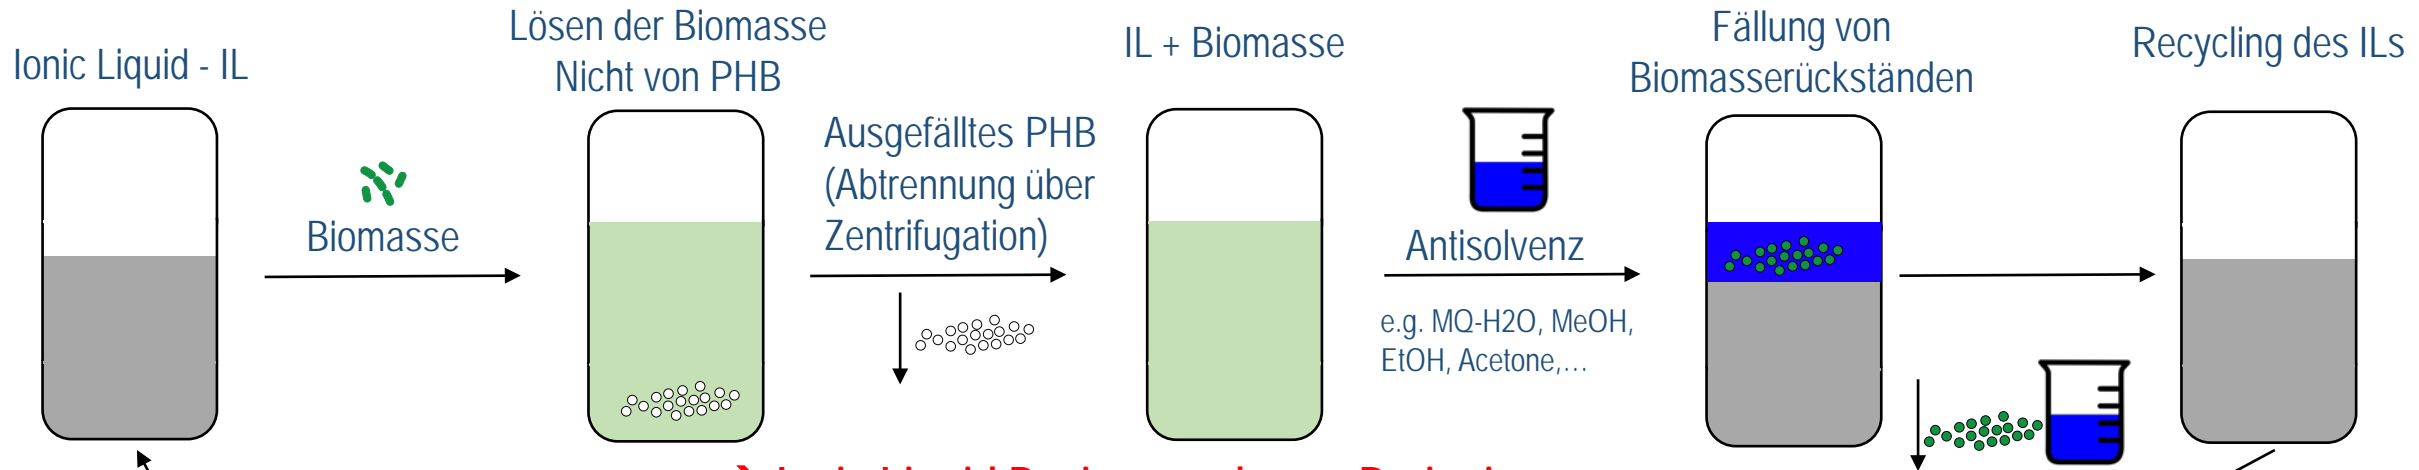 Ionic Liquid - IL
Biomasse
Lösen der Biomasse
Nicht von PHB
Ausgefälltes PHB
(Abtrennung über
Zentrifugation)
IL + Biomasse
Antisolvenz
e.g. MQ-H2O, MeOH,
EtOH, Acetone,…
Fällung von
Biomasserückständen
Recycling des ILs